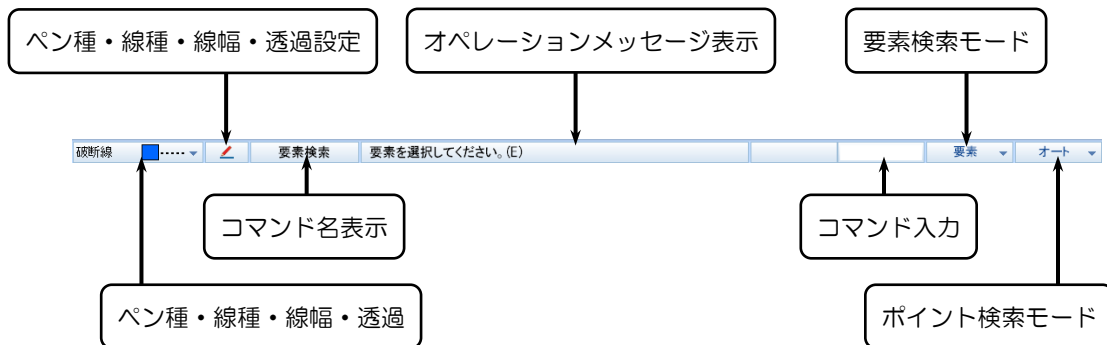 ペン種・線種・線幅・透過設定
オペレーションメッセージ表示
要素検索モード
破断線
要素検索
要素を選択してください。(E)
要素
オート
コマンド名表示
コマンド入力
ペン種・線種・線幅・透過
ポイント検索モード